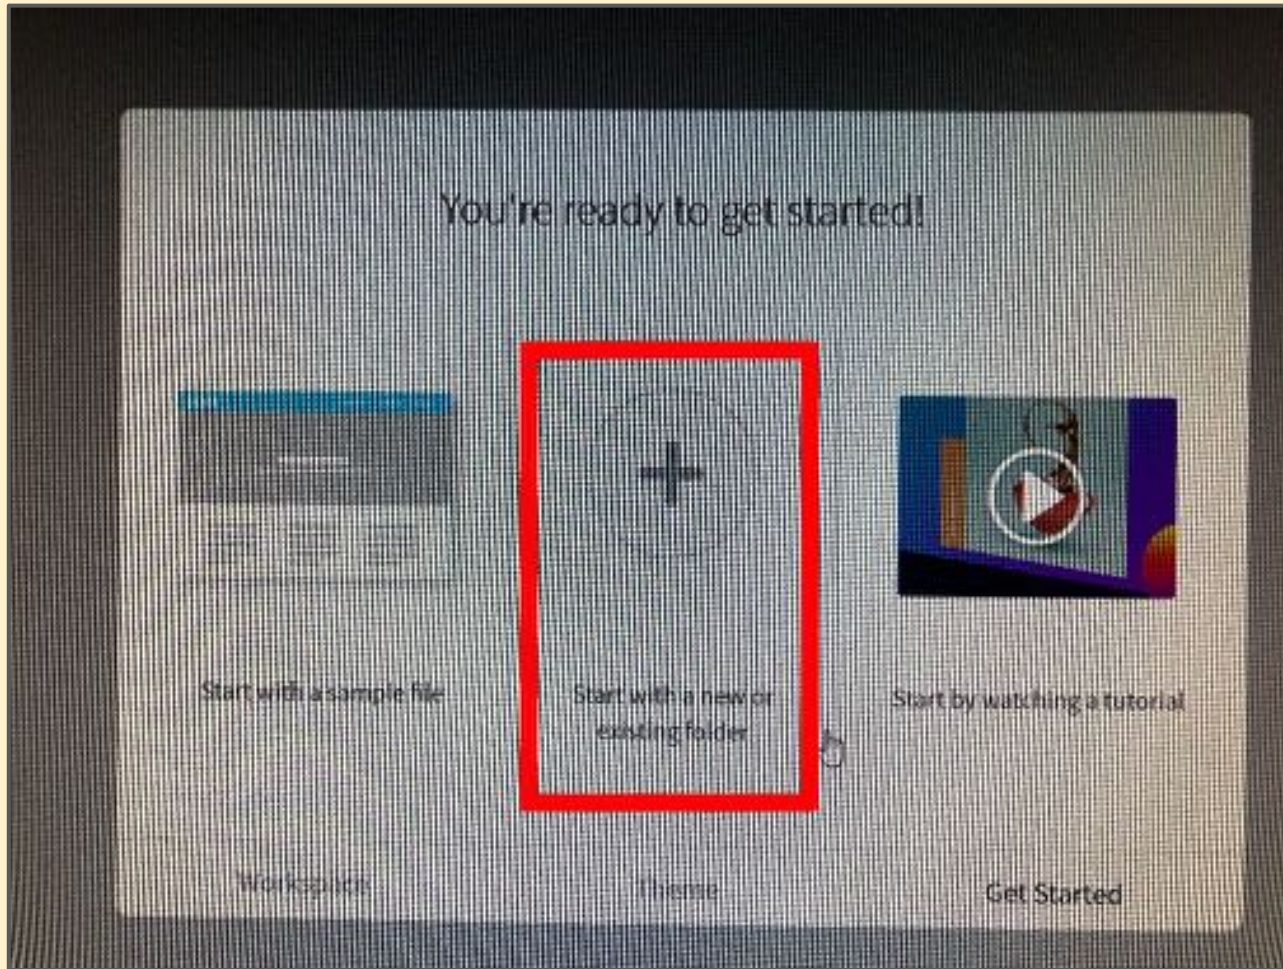 You're ready to get started!
Start with a sample file
Start with a new or
existing folder
Start by watching a tutorial
Workspace
Theme
Get Started